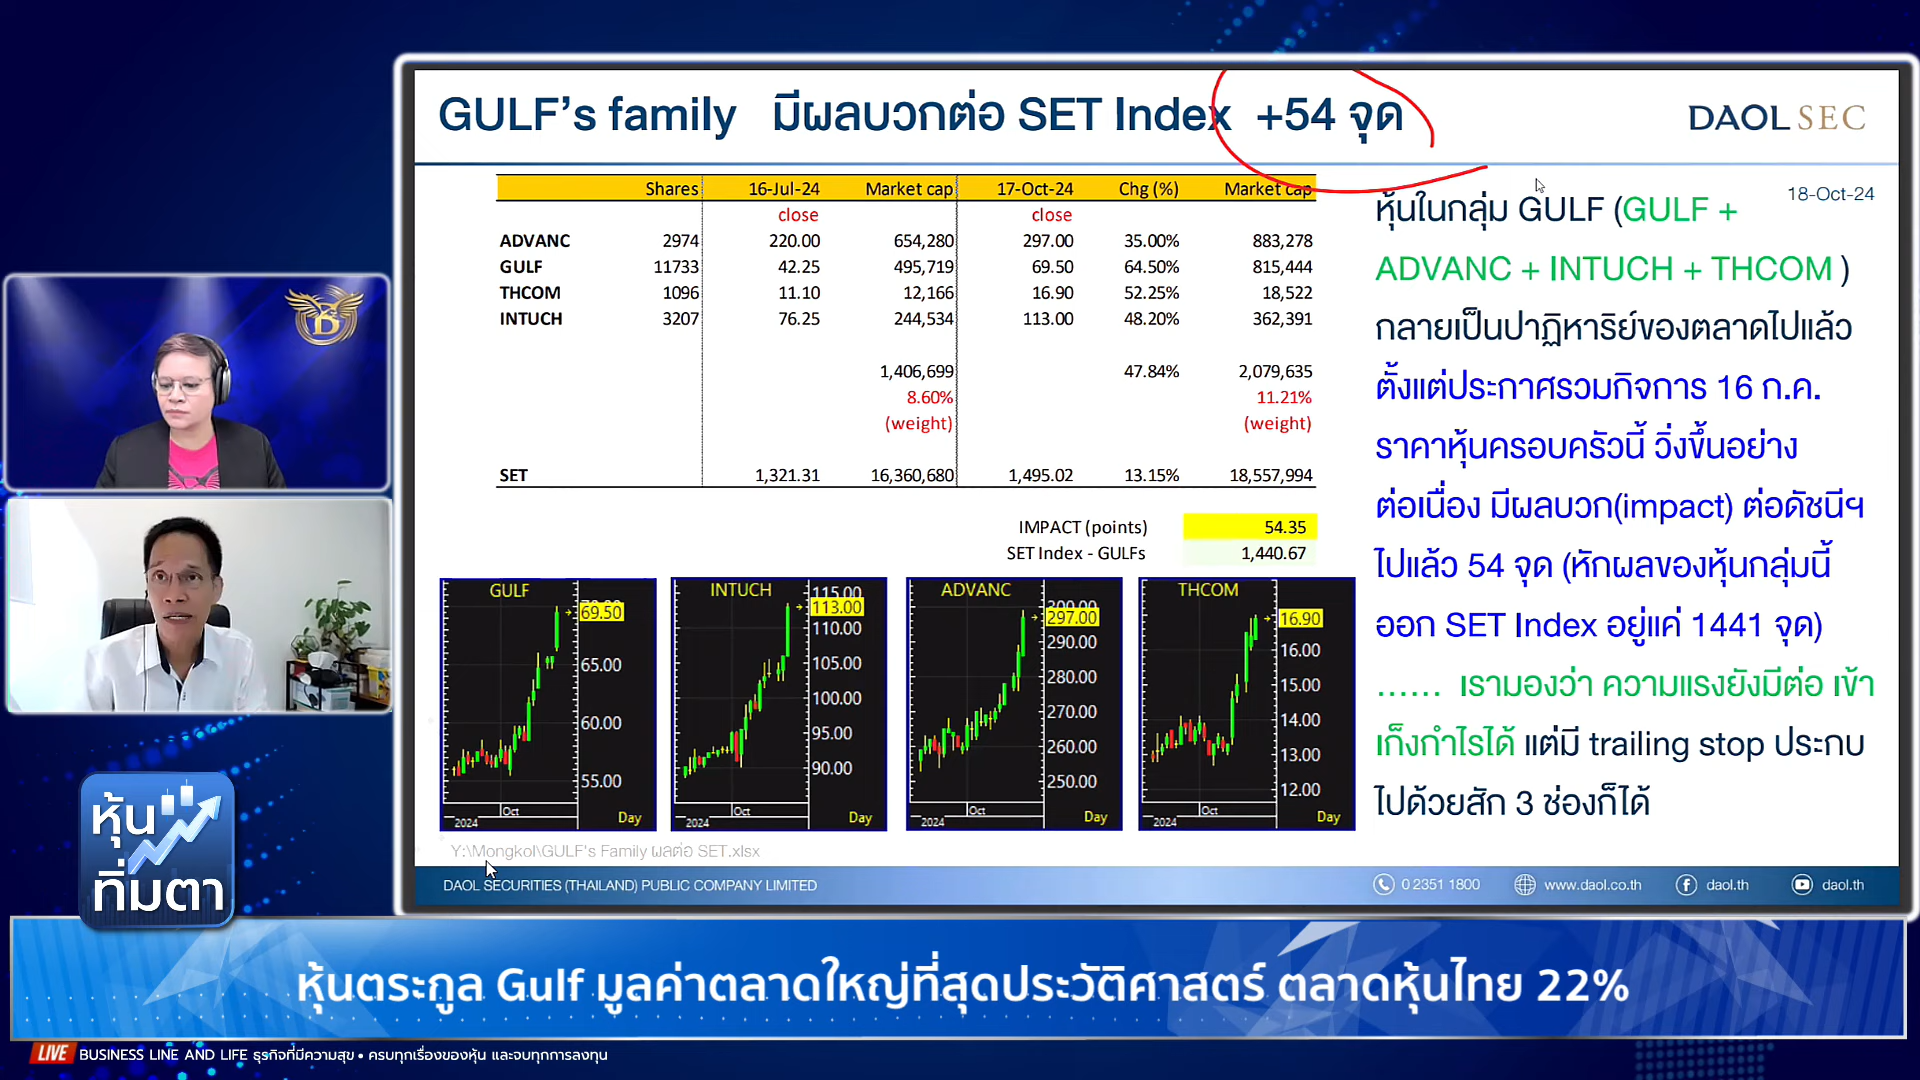 GULF's family มีผลบวกต่อ SET Index +54 จุด
DAOL SEC
18-Oct-24
Shares 16-Jul-24 Market cap 17-Oct-24 Chg (%) Market cap
close close
ADVANC 2974 220.00 654,280 297.00 35.00% 883,278
GULF 11733 42.25 495,719 69.50 64.50% 815,444
THCOM 1096 11.10 12,166 16.90 52.25% 18,522
INTUCH 3207 76.25 244,534 113.00 48.20% 362,391
1,406,699 47.84% 2,079,635
8.60% 11.21%
(weight) (weight)
SET 1,321.31 16,360,680 1,495.02 13.15% 18,557,994
IMPACT (points) 54.35
SET Index - GULFs 1,440.67
หุ้นในกลุ่ม GULF (GULF +
ADVANC + INTUCH + THCOM )
กลายเป็นปาฏิหาริย์ของตลาดไปแล้ว
ตั้งแต่ประกาศรวมกิจการ 16 ก.ค.
ราคาหุ้นครอบครัวนี้ วิ่งขึ้นอย่าง
ต่อเนื่อง มีผลบวก(impact) ต่อดัชนีฯ
ไปแล้ว 54 จุด (หักผลของหุ้นกลุ่มนี้
ออก SET Index อยู่แค่ 1441 จุด)
...... เรามองว่า ความแรงยังมีต่อ เข้า
เก็งกำไรได้ แต่มี trailing stop ประกบ
ไปด้วยสัก 3 ช่องก็ได้
GULF
69.50
65.00
60.00
55.00
Oct
2024
Day
INTUCH
115.00
113.00
110.00
105.00
100.00
95.00
90.00
Oct
2024
Day
ADVANC
297.00
290.00
280.00
270.00
260.00
250.00
Oct
2024
Day
THCOM
16.90
16.00
15.00
14.00
13.00
12.00
Oct
2024
Day
Y:\Mongkol\GULF's Family ผลต่อ SET.xlsx
DAOL SECURITIES (THAILAND) PUBLIC COMPANY LIMITED
0 2351 1800 www.daol.co.th daol.th daol.th
หุ้น
ทิ่มตา
หุ้นตระกูล Gulf มูลค่าตลาดใหญ่ที่สุดประวัติศาสตร์ ตลาดหุ้นไทย 22%
LIVE BUSINESS LINE AND LIFE ธุรกิจที่มีความสุข • ครบทุกเรื่องของหุ้น และจบทุกการลงทุน